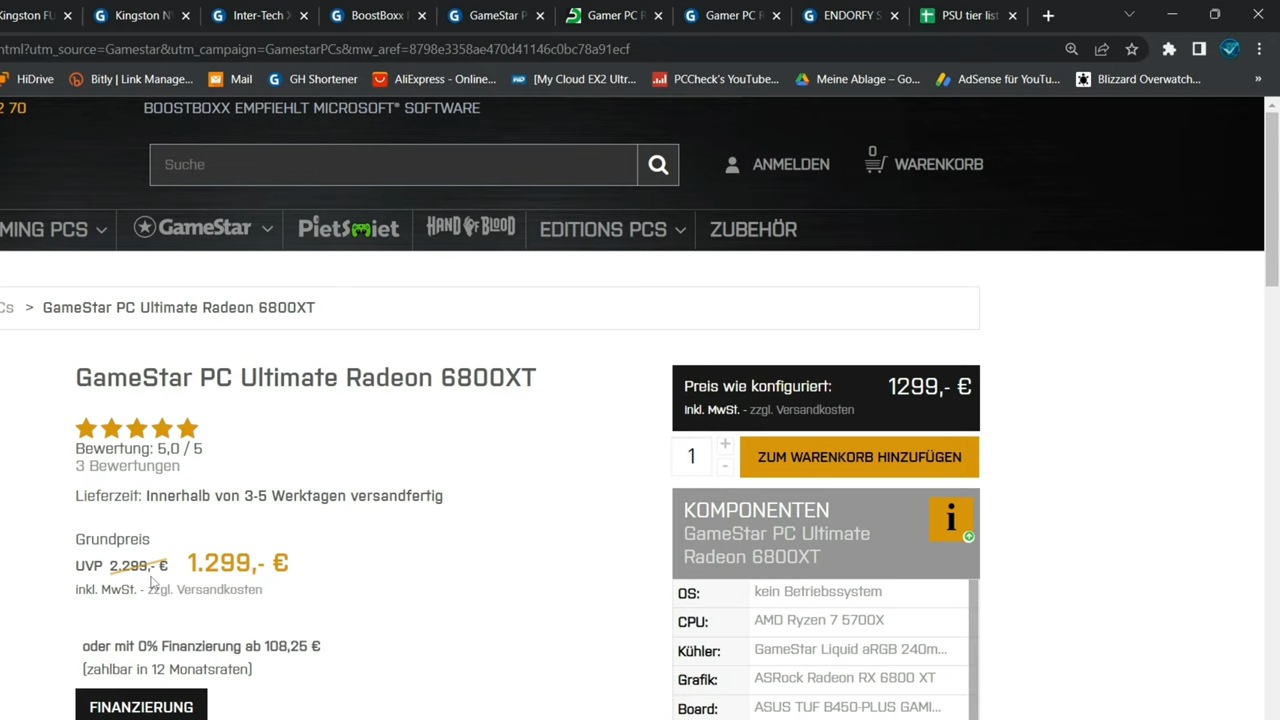 Kingston FU
Kingston NV
Inter-Tech X
BoostBoxx
GameStar P
Gamer PC R
Gamer PC R
ENDORFY S
PSU tier list
html?utm_source=Gamestar&utm_campaign=GamestarPCs&mw_aref=8798e3358ae470d41146c0bc78a91ecf
HiDrive
Bitly | Link Manage...
Mail
GH Shortener
AliExpress - Online...
[My Cloud EX2 Ultr...
PCCheck's YouTube...
Meine Ablage – Go...
AdSense für YouTu...
Blizzard Overwatch...
»
2 70
BOOSTBOXX EMPFIEHLT MICROSOFT® SOFTWARE
Suche
ANMELDEN
0
WARENKORB
MING PCS
GameStar
PietSmiet
HAND OF BLOOD
EDITIONS PCS
ZUBEHÖR
Cs > GameStar PC Ultimate Radeon 6800XT
GameStar PC Ultimate Radeon 6800XT
Bewertung: 5,0 / 5
3 Bewertungen
Lieferzeit: Innerhalb von 3-5 Werktagen versandfertig
Grundpreis
UVP 2.299,- € 1.299,- €
inkl. MwSt. - zzgl. Versandkosten
oder mit 0% Finanzierung ab 108,25 €
(zahlbar in 12 Monatsraten)
FINANZIERUNG
Preis wie konfiguriert: 1299,- €
inkl. MwSt. - zzgl. Versandkosten
1
+
-
ZUM WARENKORB HINZUFÜGEN
KOMPONENTEN
i
GameStar PC Ultimate
Radeon 6800XT
OS: kein Betriebssystem
CPU: AMD Ryzen 7 5700X
Kühler: GameStar Liquid aRGB 240m...
Grafik: ASRock Radeon RX 6800 XT
Board: ASUS TUF B450-PLUS GAMI...